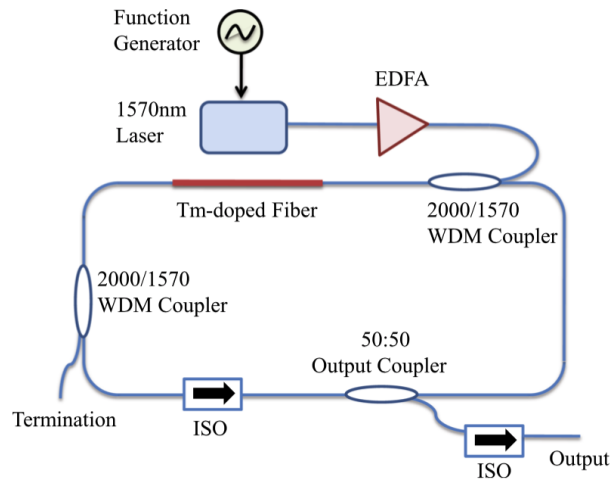 Function
Generator
EDFA
1570nm
Laser
Tm-doped Fiber
2000/1570
WDM Coupler
2000/1570
WDM Coupler
50:50
Output Coupler
Termination
ISO
ISO
Output